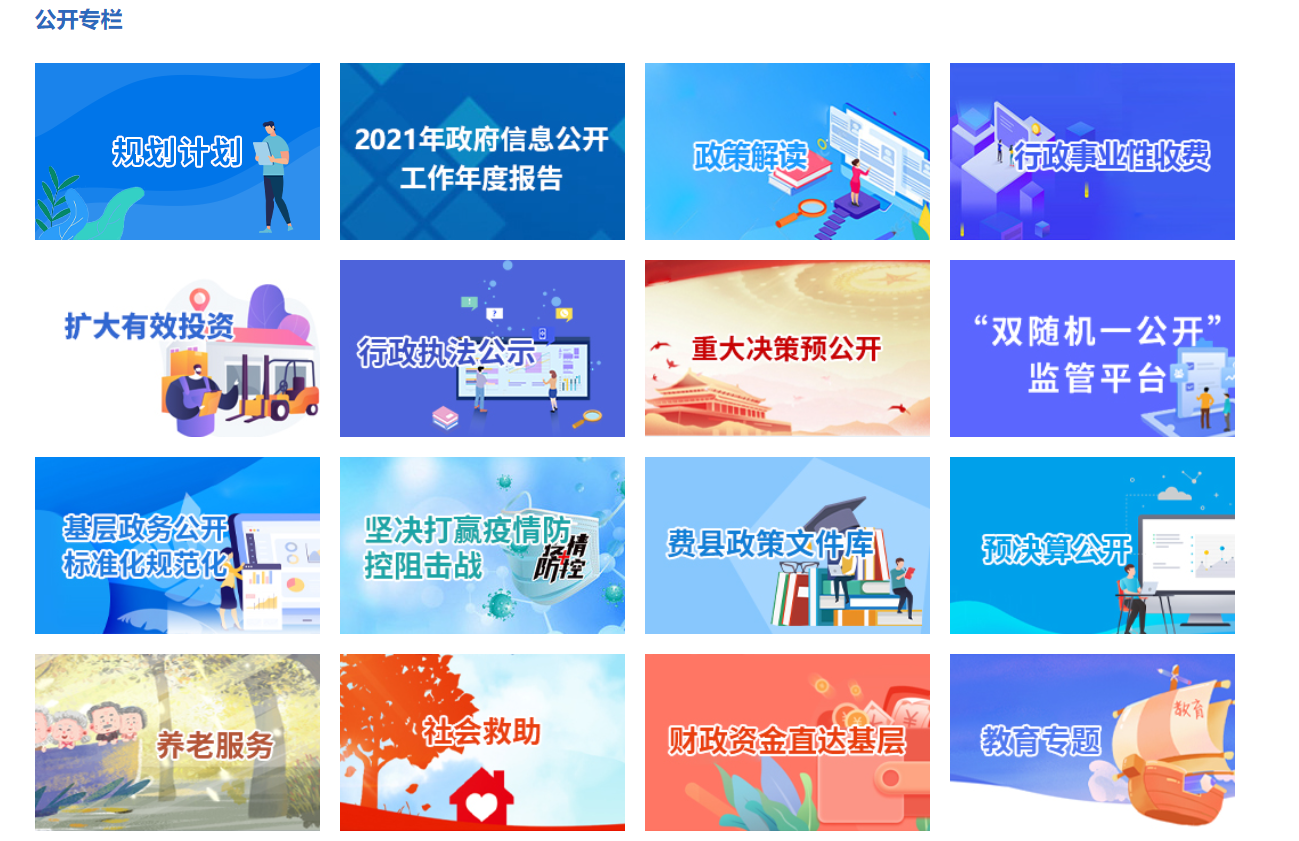 公开专栏
规划计划
2021年政府信息公开
工作年度报告
政策解读
行政事业性收费
扩大有效投资
行政执法公示
重大决策预公开
“双随机一公开”
监管平台
基层政务公开
标准化规范化
坚决打赢疫情防
控阻击战
疫情
防控
费县政策文件库
预决算公开
养老服务
社会救助
财政资金直达基层
教育专题
教育